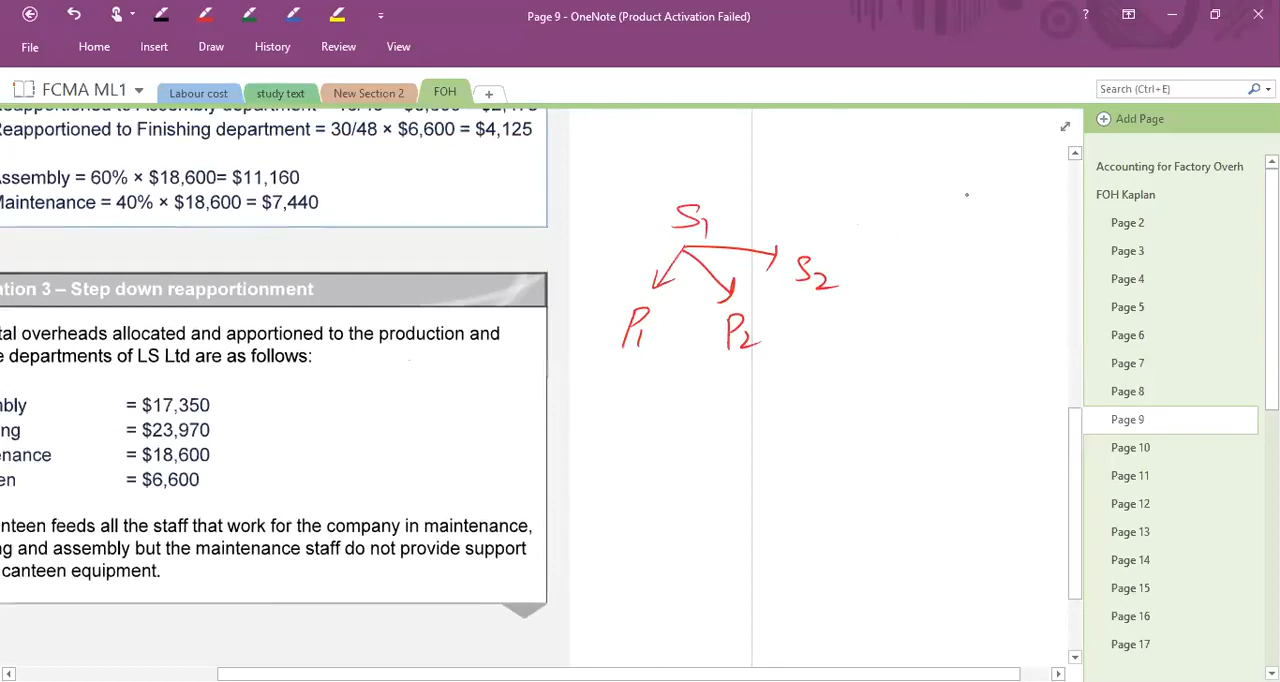 Page 9 - OneNote (Product Activation Failed)
?
File Home Insert Draw History Review View
FCMA ML1 Labour cost study text New Section 2 FOH
Search (Ctrl+E)
Add Page
Reapportioned to Finishing department = 30/48 × $6,600 = $4,125
ssembly = 60% × $18,600= $11,160
Maintenance = 40% × $18,600 = $7,440
ation 3 – Step down reapportionment
tal overheads allocated and apportioned to the production and
e departments of LS Ltd are as follows:
mbly = $17,350
ng = $23,970
enance = $18,600
en = $6,600
nteen feeds all the staff that work for the company in maintenance,
ng and assembly but the maintenance staff do not provide support
canteen equipment.
S1
S2
P1 P2
Accounting for Factory Overh
FOH Kaplan
Page 2
Page 3
Page 4
Page 5
Page 6
Page 7
Page 8
Page 9
Page 10
Page 11
Page 12
Page 13
Page 14
Page 15
Page 16
Page 17